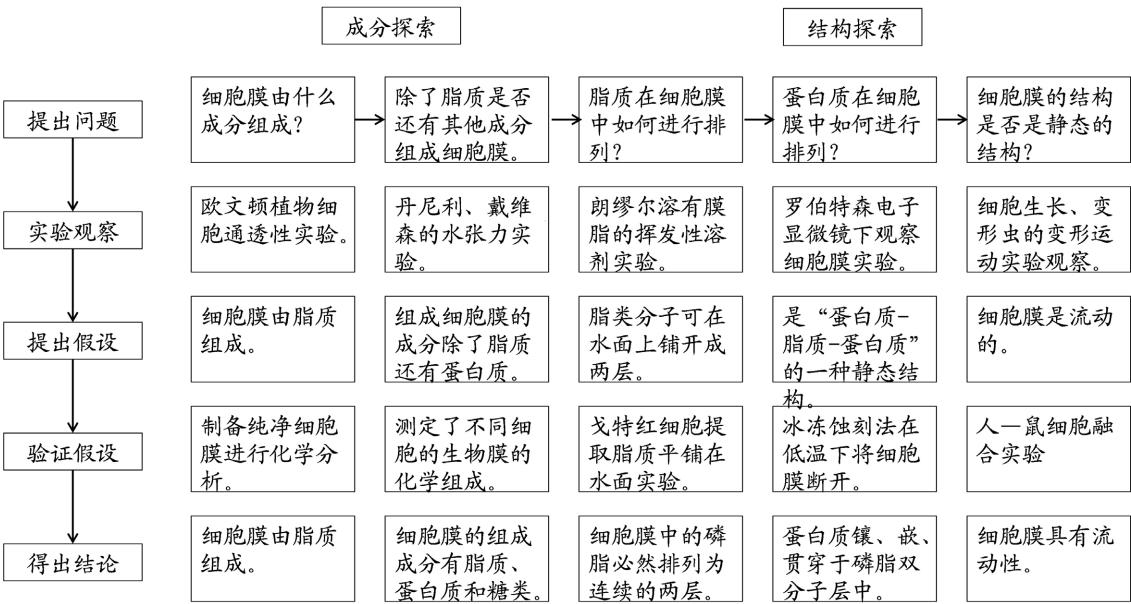 成分探索
结构探索
提出问题
细胞膜由什么
成分组成？
除了脂质是否
还有其他成分
组成细胞膜。
脂质在细胞膜
中如何进行排
列？
蛋白质在细胞
膜中如何进行
排列？
细胞膜的结构
是否是静态的
结构？
实验观察
欧文顿植物细
胞通透性实验。
丹尼利、戴维
森的水张力实
验。
朗缪尔溶有膜
脂的挥发性溶
剂实验。
罗伯特森电子
显微镜下观察
细胞膜实验。
细胞生长、变
形虫的变形运
动实验观察。
提出假设
细胞膜由脂质
组成。
组成细胞膜的
成分除了脂质
还有蛋白质。
脂类分子可在
水面上铺开成
两层。
是“蛋白质-
脂质-蛋白质”
的一种静态结
构。
细胞膜是流动
的。
验证假设
制备纯净细胞
膜进行化学分
析。
测定了不同细
胞的生物膜的
化学组成。
戈特红细胞提
取脂质平铺在
水面实验。
冰冻蚀刻法在
低温下将细胞
膜断开。
人—鼠细胞融
合实验
得出结论
细胞膜由脂质
组成。
细胞膜的组成
成分有脂质、
蛋白质和糖类。
细胞膜中的磷
脂必然排列为
连续的两层。
蛋白质镶、嵌、
贯穿于磷脂双
分子层中。
细胞膜具有流
动性。